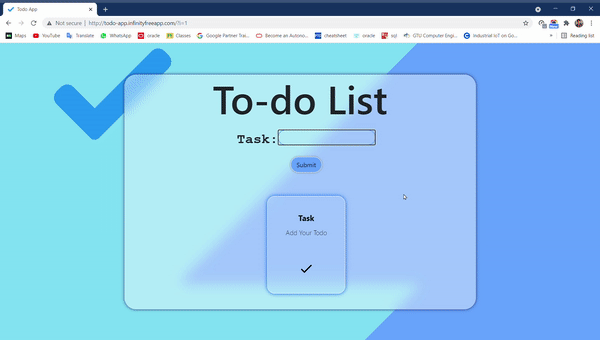 Todo App
Not secure | http://todo-app.infinityfreeapp.com/?i=1
Maps YouTube Translate WhatsApp oracle Classes Google Partner Trai... Become an Autono... cheatsheet oracle sql GTU Computer Engi... Industrial IoT on Go... » Reading list
To-do List
Task:
Submit
Task
Add Your Todo